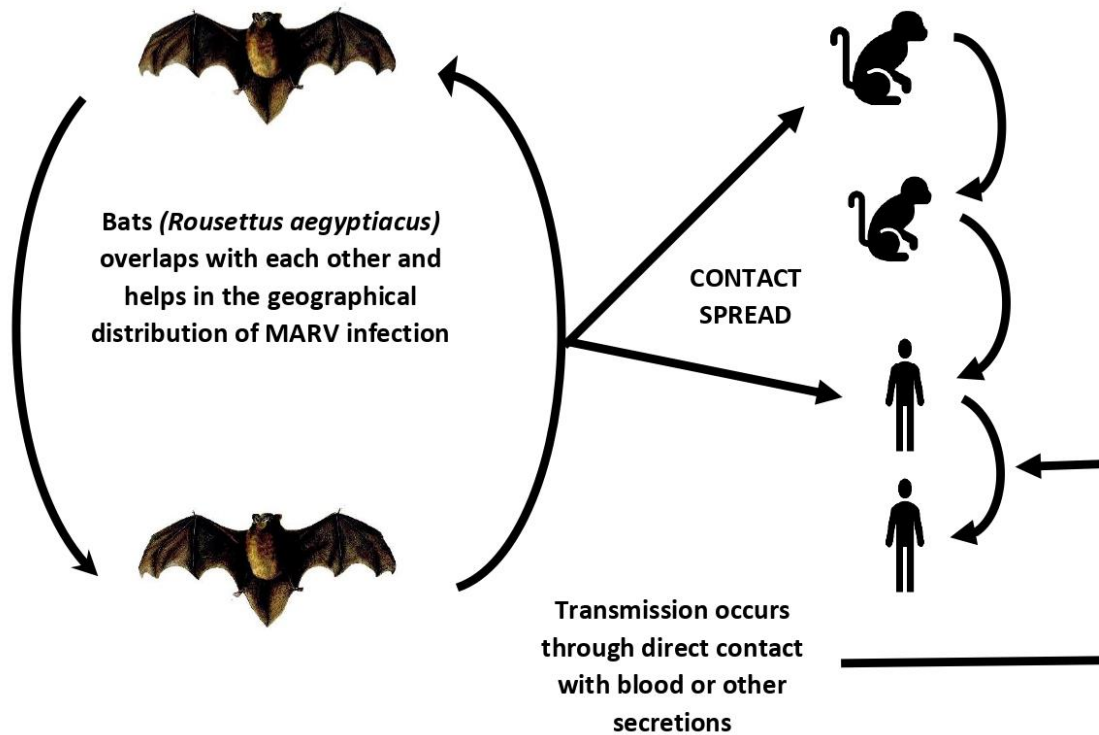 Bats (Rousettus aegyptiacus)
overlaps with each other and
helps in the geographical
distribution of MARV infection
CONTACT
SPREAD
Transmission occurs
through direct contact
with blood or other
secretions